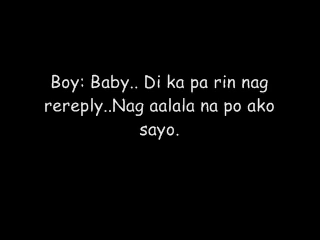 Boy: Baby.. Di ka pa rin nag
rereply..Nag aalala na po ako
sayo.